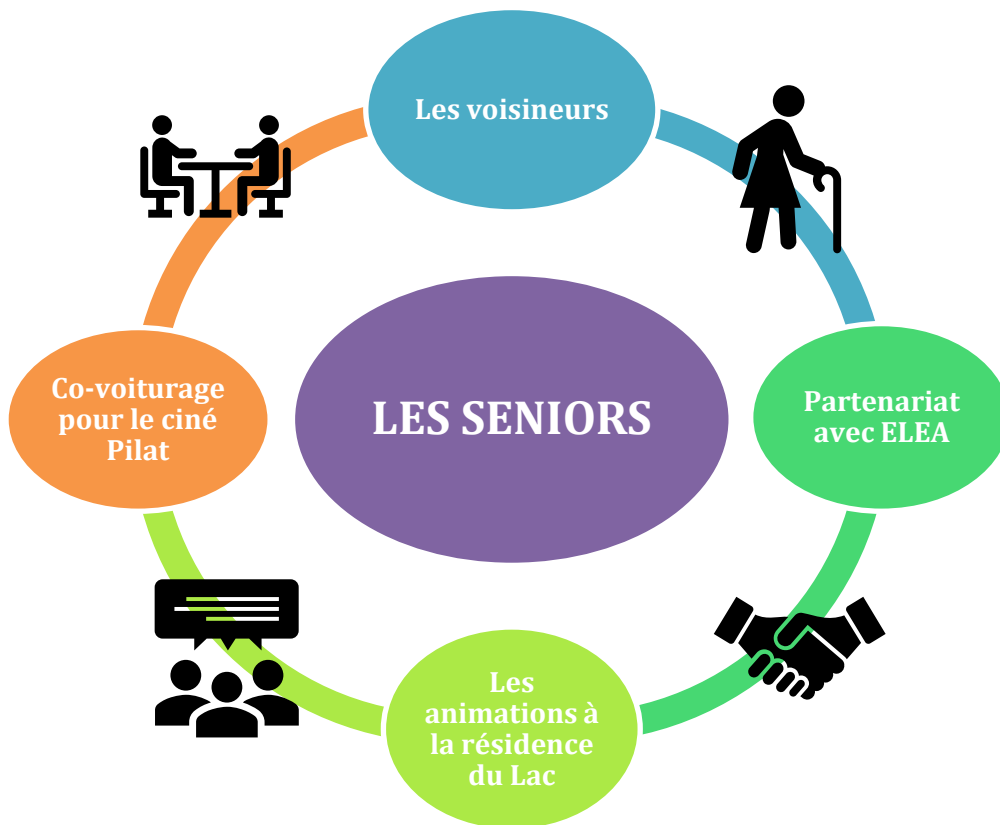 Les voisineurs
Co-voiturage
pour le ciné
Pilat
LES SENIORS
Partenariat
avec ELEA
Les
animations à
la résidence
du Lac